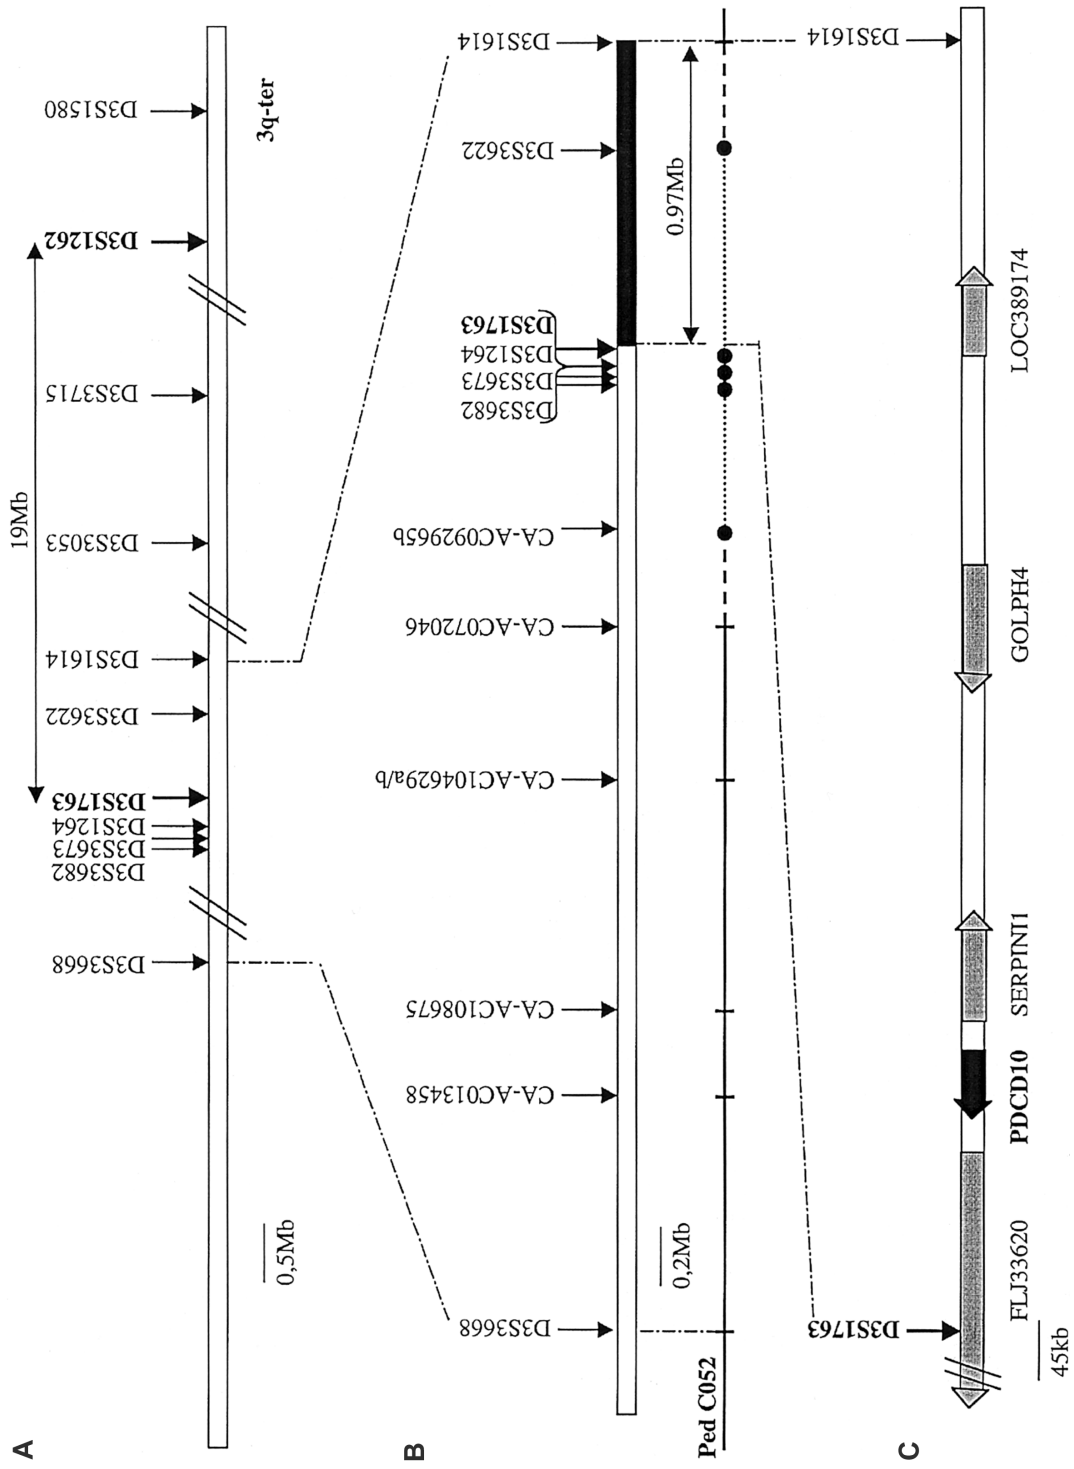 A
19Mb
D3S3668
D3S3682
D3S3673
D3S1264
D3S1763
D3S3622
D3S1614
D3S3053
D3S3715
D3S1262
D3S1580
3q-ter
0,5Mb
B
D3S3668
CA-AC013458
CA-AC108675
CA-AC104629a/b
CA-AC072046
CA-AC092965b
D3S3682
D3S3673
D3S1264
D3S1763
D3S3622
D3S1614
0,2Mb
0.97Mb
Ped C052
C
D3S1763
D3S1614
FLJ33620
PDCD10
SERPINI1
GOLPH4
LOC389174
45kb